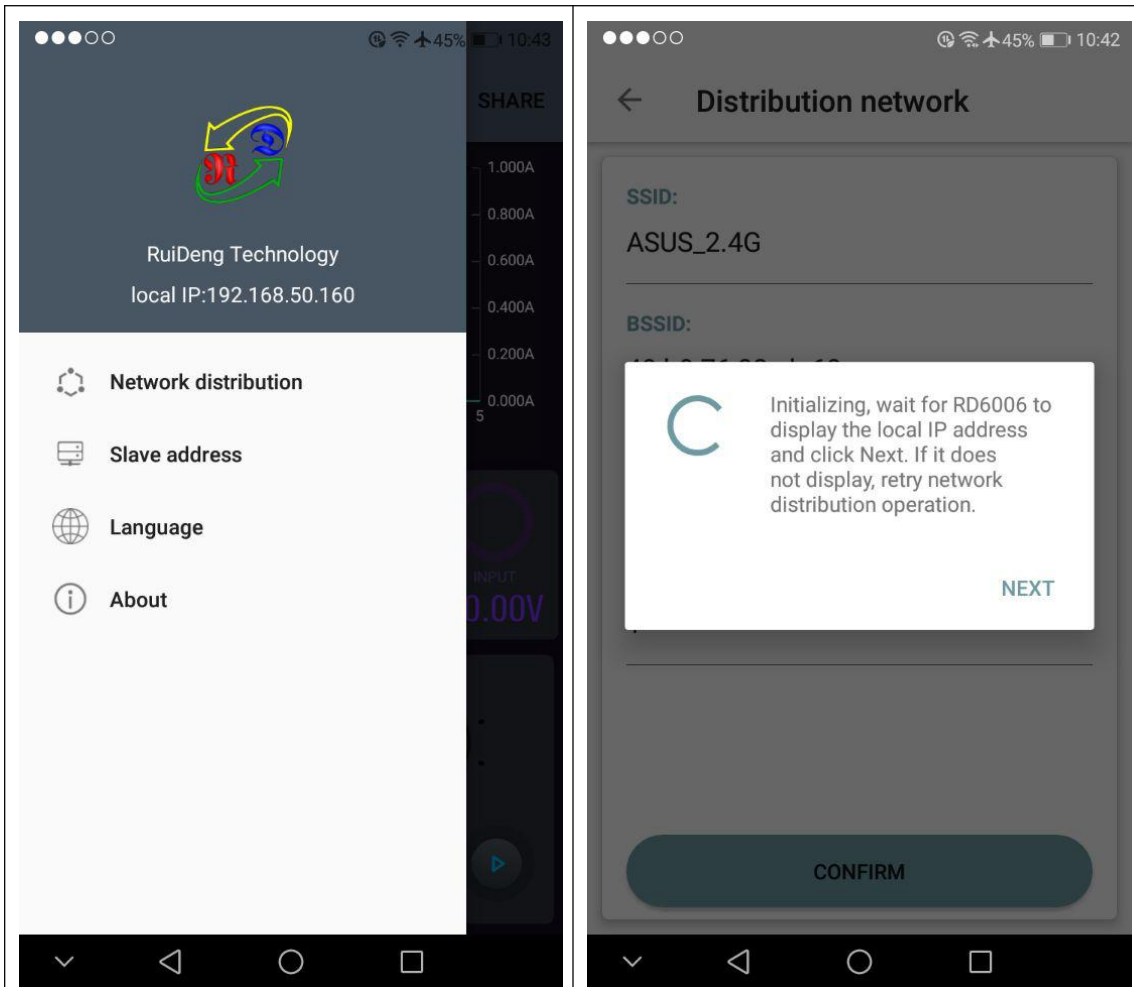 45% 10:43
SHARE
1.000A
0.800A
RuiDeng Technology
0.600A
local IP:192.168.50.160
0.400A
0.200A
Network distribution
0.000A
5
Slave address
Language
INPUT
0.00V
About
45% 10:42
Distribution network
SSID:
ASUS_2.4G
BSSID:
Initializing, wait for RD6006 to
display the local IP address
and click Next. If it does
not display, retry network
distribution operation.
NEXT
CONFIRM